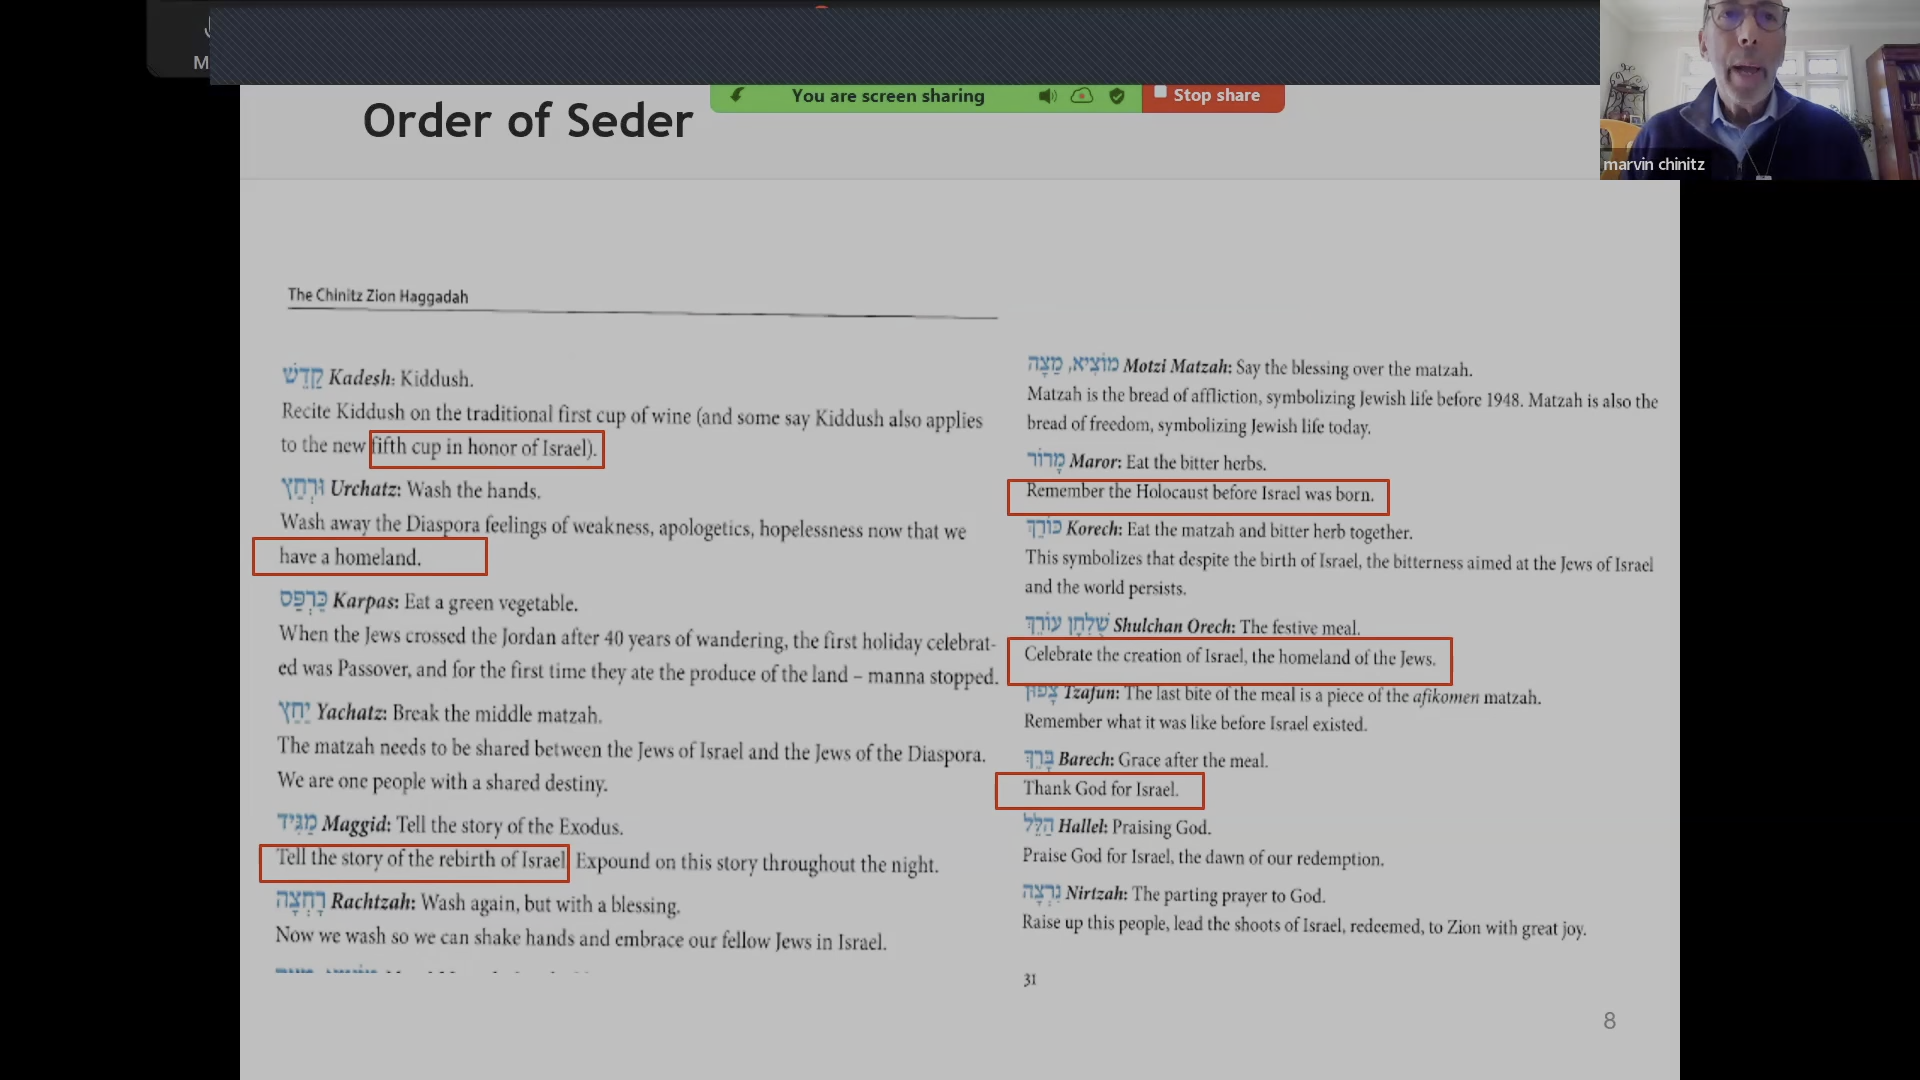 M
You are screen sharing
Stop share
marvin chinitz
Order of Seder
The Chinitz Zion Haggadah
קַדֵּשׁ Kadesh: Kiddush.
Recite Kiddush on the traditional first cup of wine (and some say Kiddush also applies
to the new fifth cup in honor of Israel).
וּרְחַץ Urchatz: Wash the hands.
Wash away the Diaspora feelings of weakness, apologetics, hopelessness now that we
have a homeland.
כַּרְפַּס Karpas: Eat a green vegetable.
When the Jews crossed the Jordan after 40 years of wandering, the first holiday celebrat-
ed was Passover, and for the first time they ate the produce of the land – manna stopped.
יַחַץ Yachatz: Break the middle matzah.
The matzah needs to be shared between the Jews of Israel and the Jews of the Diaspora.
We are one people with a shared destiny.
מַגִּיד Maggid: Tell the story of the Exodus.
Tell the story of the rebirth of Israel Expound on this story throughout the night.
רָחְצָה Rachtzah: Wash again, but with a blessing.
Now we wash so we can shake hands and embrace our fellow Jews in Israel.
מוֹצִיא, מַצָּה Motzi Matzah: Say the blessing over the matzah.
Matzah is the bread of affliction, symbolizing Jewish life before 1948. Matzah is also the
bread of freedom, symbolizing Jewish life today.
מָרוֹר Maror: Eat the bitter herbs.
Remember the Holocaust before Israel was born.
כּוֹרֵךְ Korech: Eat the matzah and bitter herb together.
This symbolizes that despite the birth of Israel, the bitterness aimed at the Jews of Israel
and the world persists.
שֻׁלְחָן עוֹרֵךְ Shulchan Orech: The festive meal.
Celebrate the creation of Israel, the homeland of the Jews.
צָפוּן Tzafun: The last bite of the meal is a piece of the afikomen matzah.
Remember what it was like before Israel existed.
בָּרֵךְ Barech: Grace after the meal.
Thank God for Israel.
הַלֵּל Hallel: Praising God.
Praise God for Israel, the dawn of our redemption.
נִרְצָה Nirtzah: The parting prayer to God.
Raise up this people, lead the shoots of Israel, redeemed, to Zion with great joy.
31
8